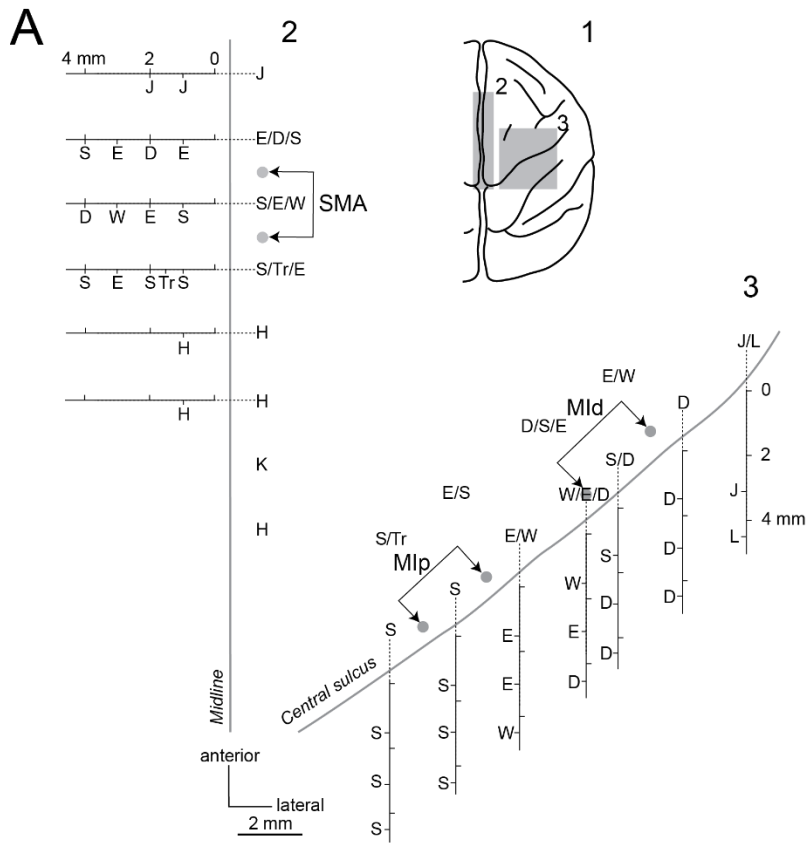 A
2
1
4 mm 2 0
J J J
2
3
E/D/S
S E D E
SMA
S/E/W
D W E S
S/Tr/E
S E S Tr S
H
H
H
H
K
H
3
J/L
0
2
J
4 mm
L
E/W
MId
D
D/S/E
S/D
W/E/D
D
D
D
S
D
D
W
E
D
E/S
E/W
S/Tr
MIp
S
E
E
W
S
S
S
S
S
S
S
S
Midline
Central sulcus
anterior
lateral
2 mm